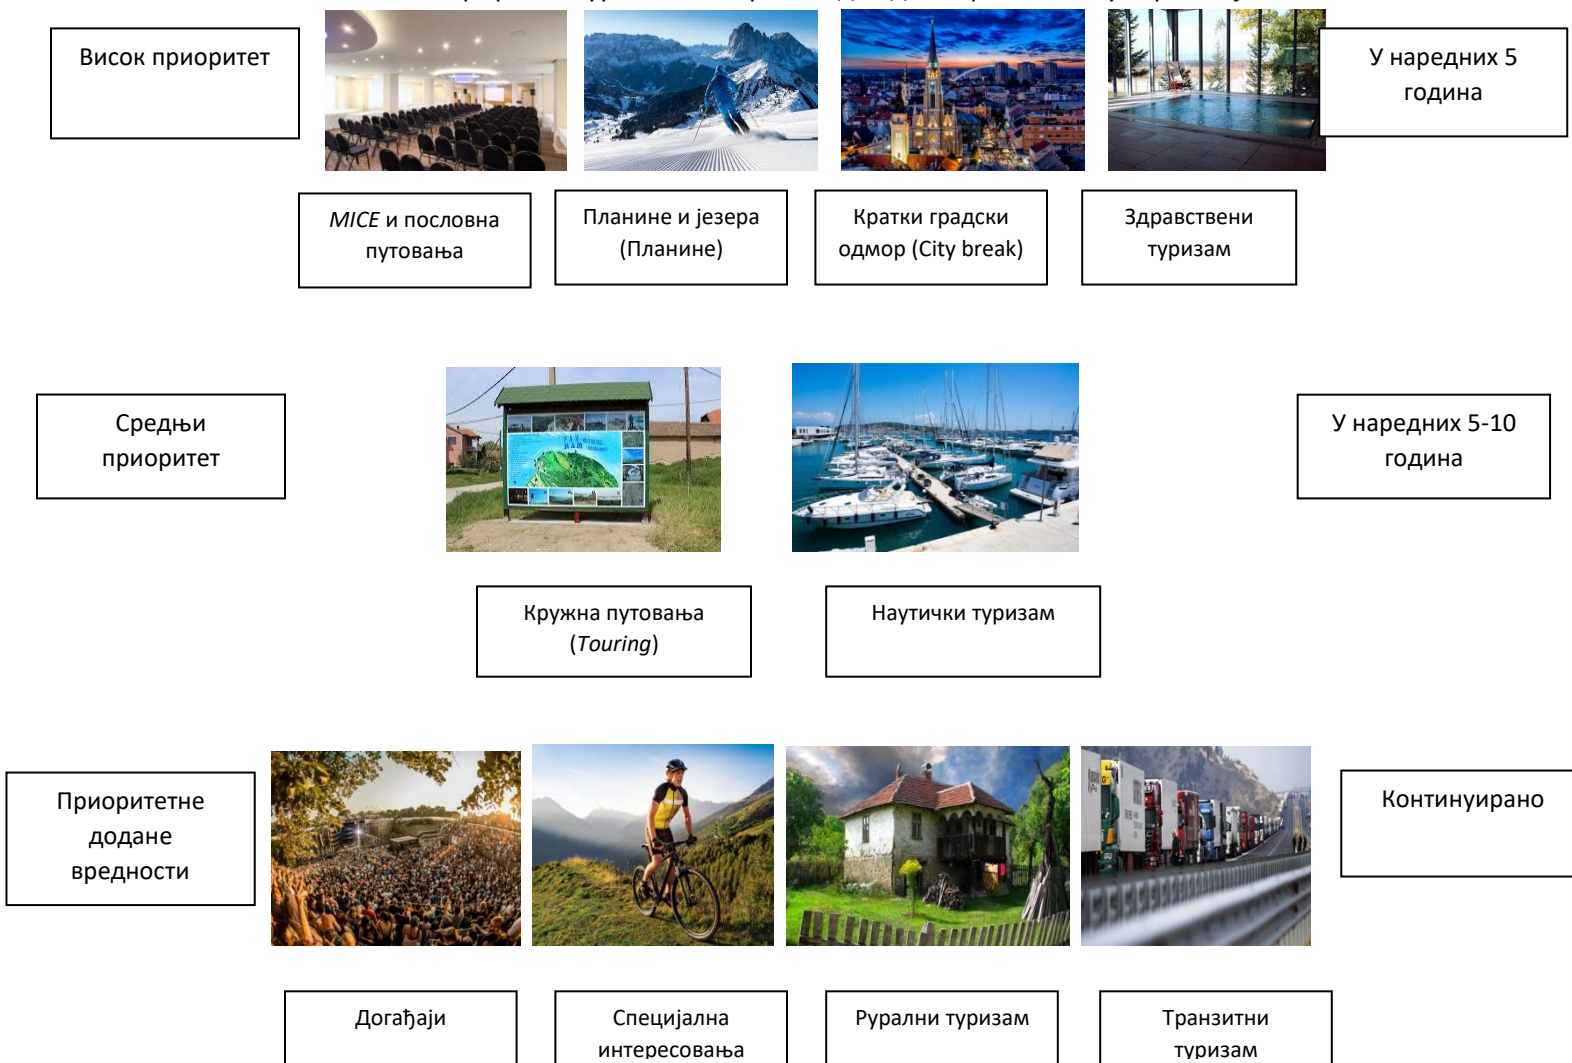 Висок приоритет
У наредних 5
година
MICE и пословна
путовања
Планине и језера
(Планине)
Кратки градски
одмор (City break)
Здравствени
туризам
Средњи
приоритет
У наредних 5-10
година
Кружна путовања
(Touring)
Наутички туризам
Приоритетне
додане
вредности
Континуирано
Догађаји
Специјална
интересовања
Рурални туризам
Транзитни
туризам